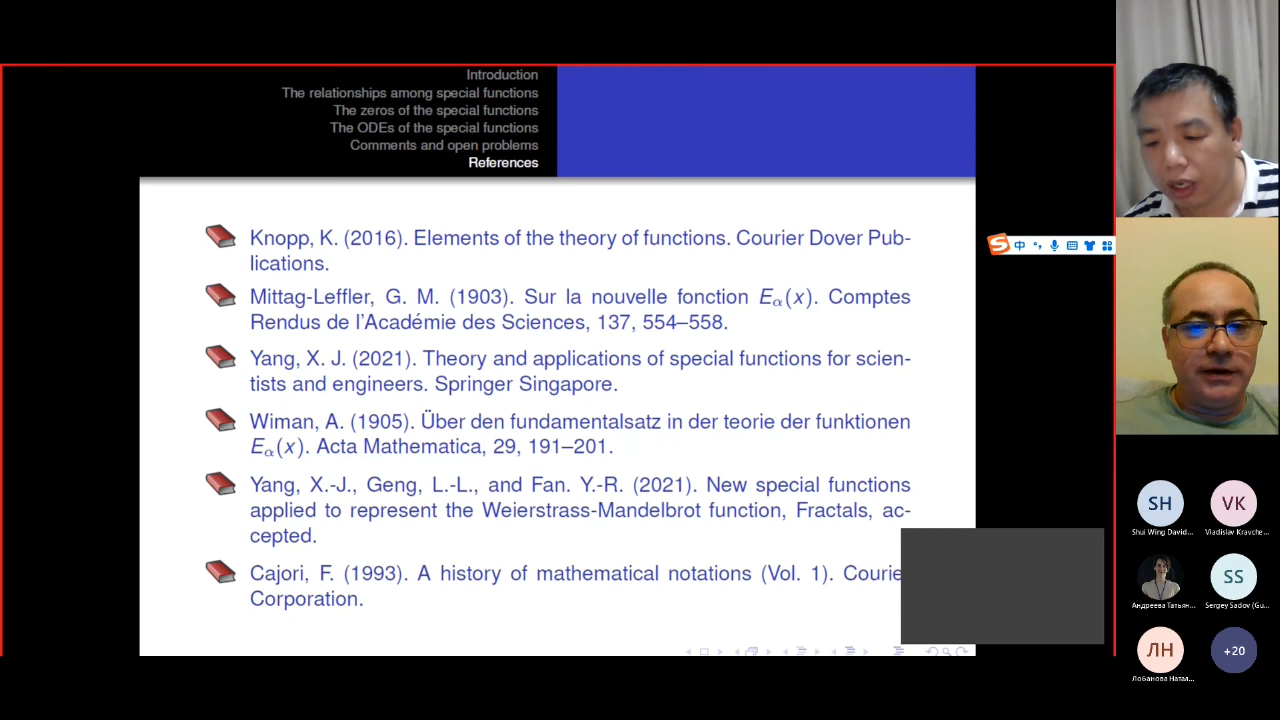 Introduction
The relationships among special functions
The zeros of the special functions
The ODEs of the special functions
Comments and open problems
References
Knopp, K. (2016). Elements of the theory of functions. Courier Dover Pub-
lications.
Mittag-Leffler, G. M. (1903). Sur la nouvelle fonction Eα(x). Comptes
Rendus de l'Académie des Sciences, 137, 554–558.
Yang, X. J. (2021). Theory and applications of special functions for scien-
tists and engineers. Springer Singapore.
Wiman, A. (1905). Über den fundamentalsatz in der teorie der funktionen
Eα(x). Acta Mathematica, 29, 191–201.
Yang, X.-J., Geng, L.-L., and Fan. Y.-R. (2021). New special functions
applied to represent the Weierstrass-Mandelbrot function, Fractals, ac-
cepted.
Cajori, F. (1993). A history of mathematical notations (Vol. 1). Courie
Corporation.
S 中
SH VK
Shui Wing David... Vladislav Kravche...
SS
Андреева Татьян... Sergey Sadov (Gu...
ЛН +20
Лобанова Натал...